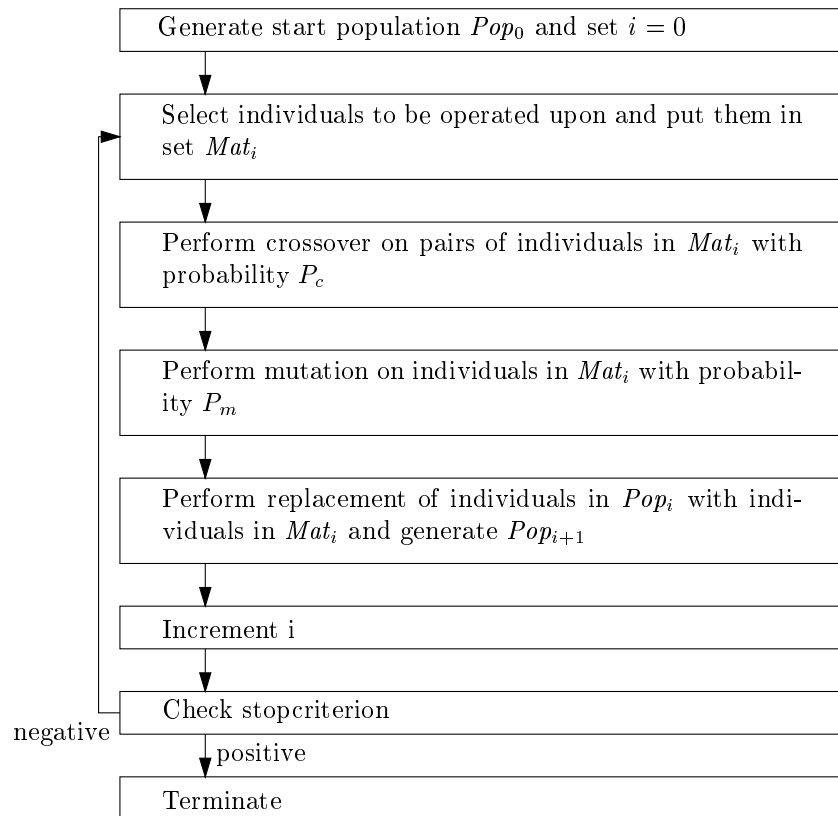 Generate start population Pop₀ and set i = 0
Select individuals to be operated upon and put them in
set Matᵢ
Perform crossover on pairs of individuals in Matᵢ with
probability P_c
Perform mutation on individuals in Matᵢ with probabil-
ity Pₘ
Perform replacement of individuals in Popᵢ with indi-
viduals in Matᵢ and generate Popᵢ₊₁
Increment i
Check stopcriterion
negative
positive
Terminate